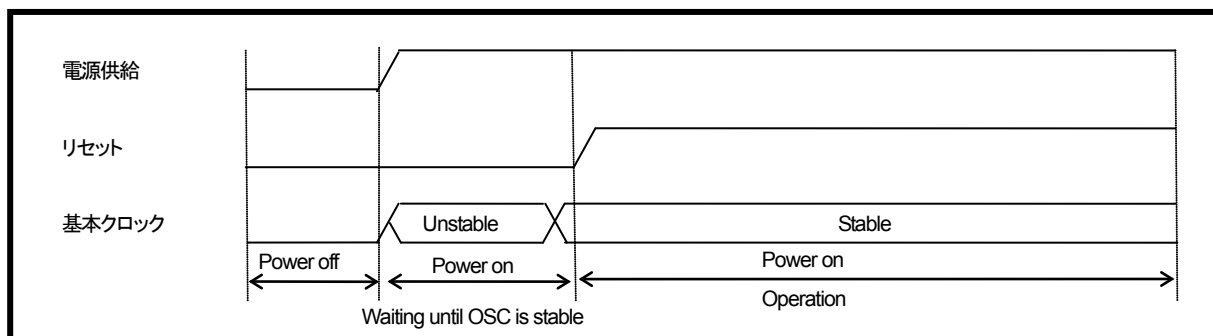 電源供給
リセット
基本クロック
Unstable
Stable
Power off
Power on
Power on
Waiting until OSC is stable
Operation